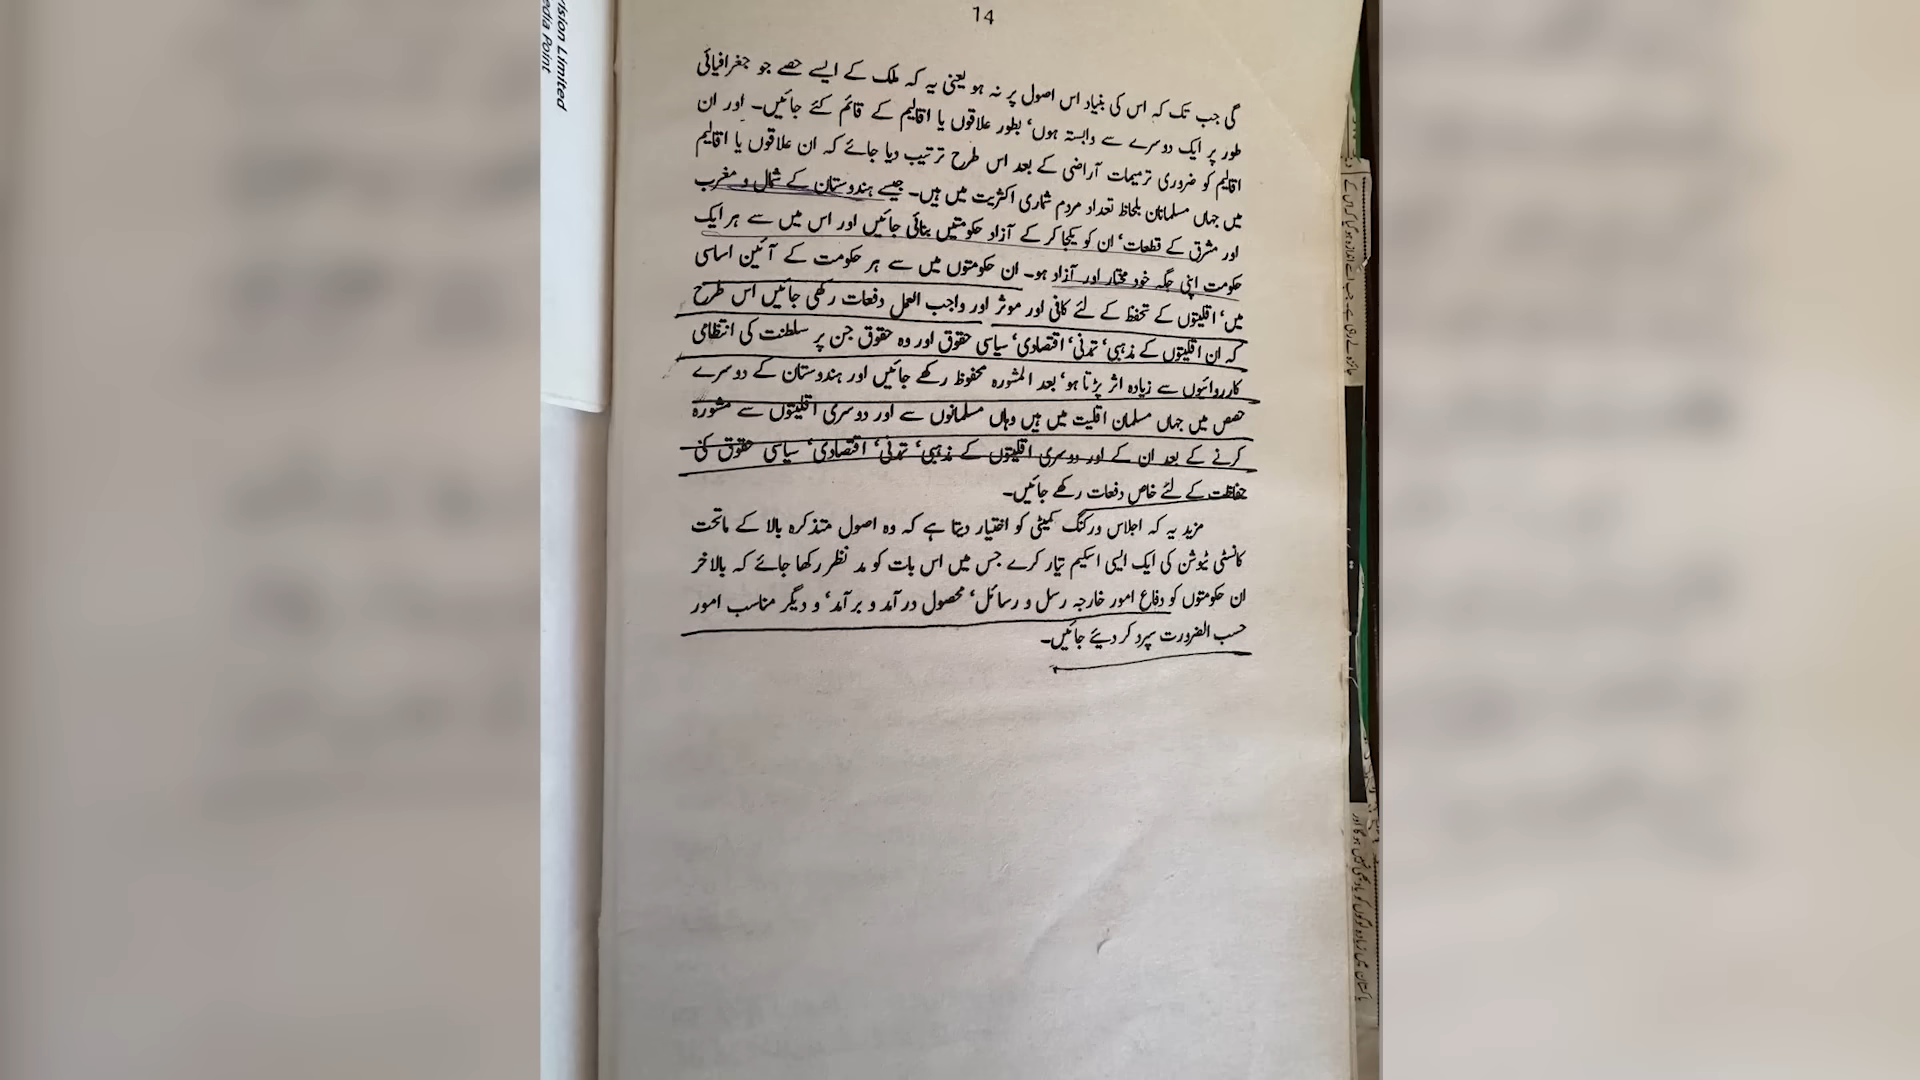 14
گی جب تک کہ اس کی بنیاد اس اصول پر نہ ہو یعنی یہ کہ ملک کے ایسے حصے جو جغرافیائی
طور پر ایک دوسرے سے وابستہ ہوں، بطور علاقوں یا اقالیم کے قائم کئے جائیں۔ اور ان
اقالیم کو ضروری ترمیمات آراضی کے بعد اس طرح ترتیب دیا جائے کہ ان علاقوں یا اقالیم
میں جہاں مسلمانان بلحاظ تعداد مردم شماری اکثریت میں ہیں۔ جیسے ہندوستان کے شمال و مغرب
اور مشرق کے قطعات، ان کو یکجا کر کے آزاد حکومتیں بنائی جائیں اور اس میں سے ہر ایک
حکومت اپنی جگہ خود مختار اور آزاد ہو۔ ان حکومتوں میں سے ہر حکومت کے آئین اساسی
میں، اقلیتوں کے تحفظ کے لئے کافی اور موثر اور واجب العمل دفعات رکھی جائیں اس طرح
کہ ان اقلیتوں کے مذہبی، تمدنی، اقتصادی، سیاسی حقوق اور وہ حقوق جن پر سلطنت کی انتظامی
کارروائیوں سے زیادہ اثر پڑتا ہو، بعد المشورہ محفوظ رکھے جائیں اور ہندوستان کے دوسرے
حصص میں جہاں مسلمان اقلیت میں ہیں وہاں مسلمانوں سے اور دوسری اقلیتوں سے مشورہ
کرنے کے بعد ان کے اور دوسری اقلیتوں کے مذہبی، تمدنی، اقتصادی، سیاسی حقوق کی
حفاظت کے لئے خاص دفعات رکھے جائیں۔
مزید یہ کہ اجلاس ورکنگ کمیٹی کو اختیار دیتا ہے کہ وہ اصول متذکرہ بالا کے ماتحت
کانسٹی ٹیوشن کی ایک ایسی اسکیم تیار کرے جس میں اس بات کو مد نظر رکھا جائے کہ بالاخر
ان حکومتوں کو دفاع امور خارجہ رسل و رسائل، محصول در آمد و بر آمد، و دیگر مناسب امور
حسب الضرورت سپرد کر دیئے جائیں۔
vision Limited
edia Point